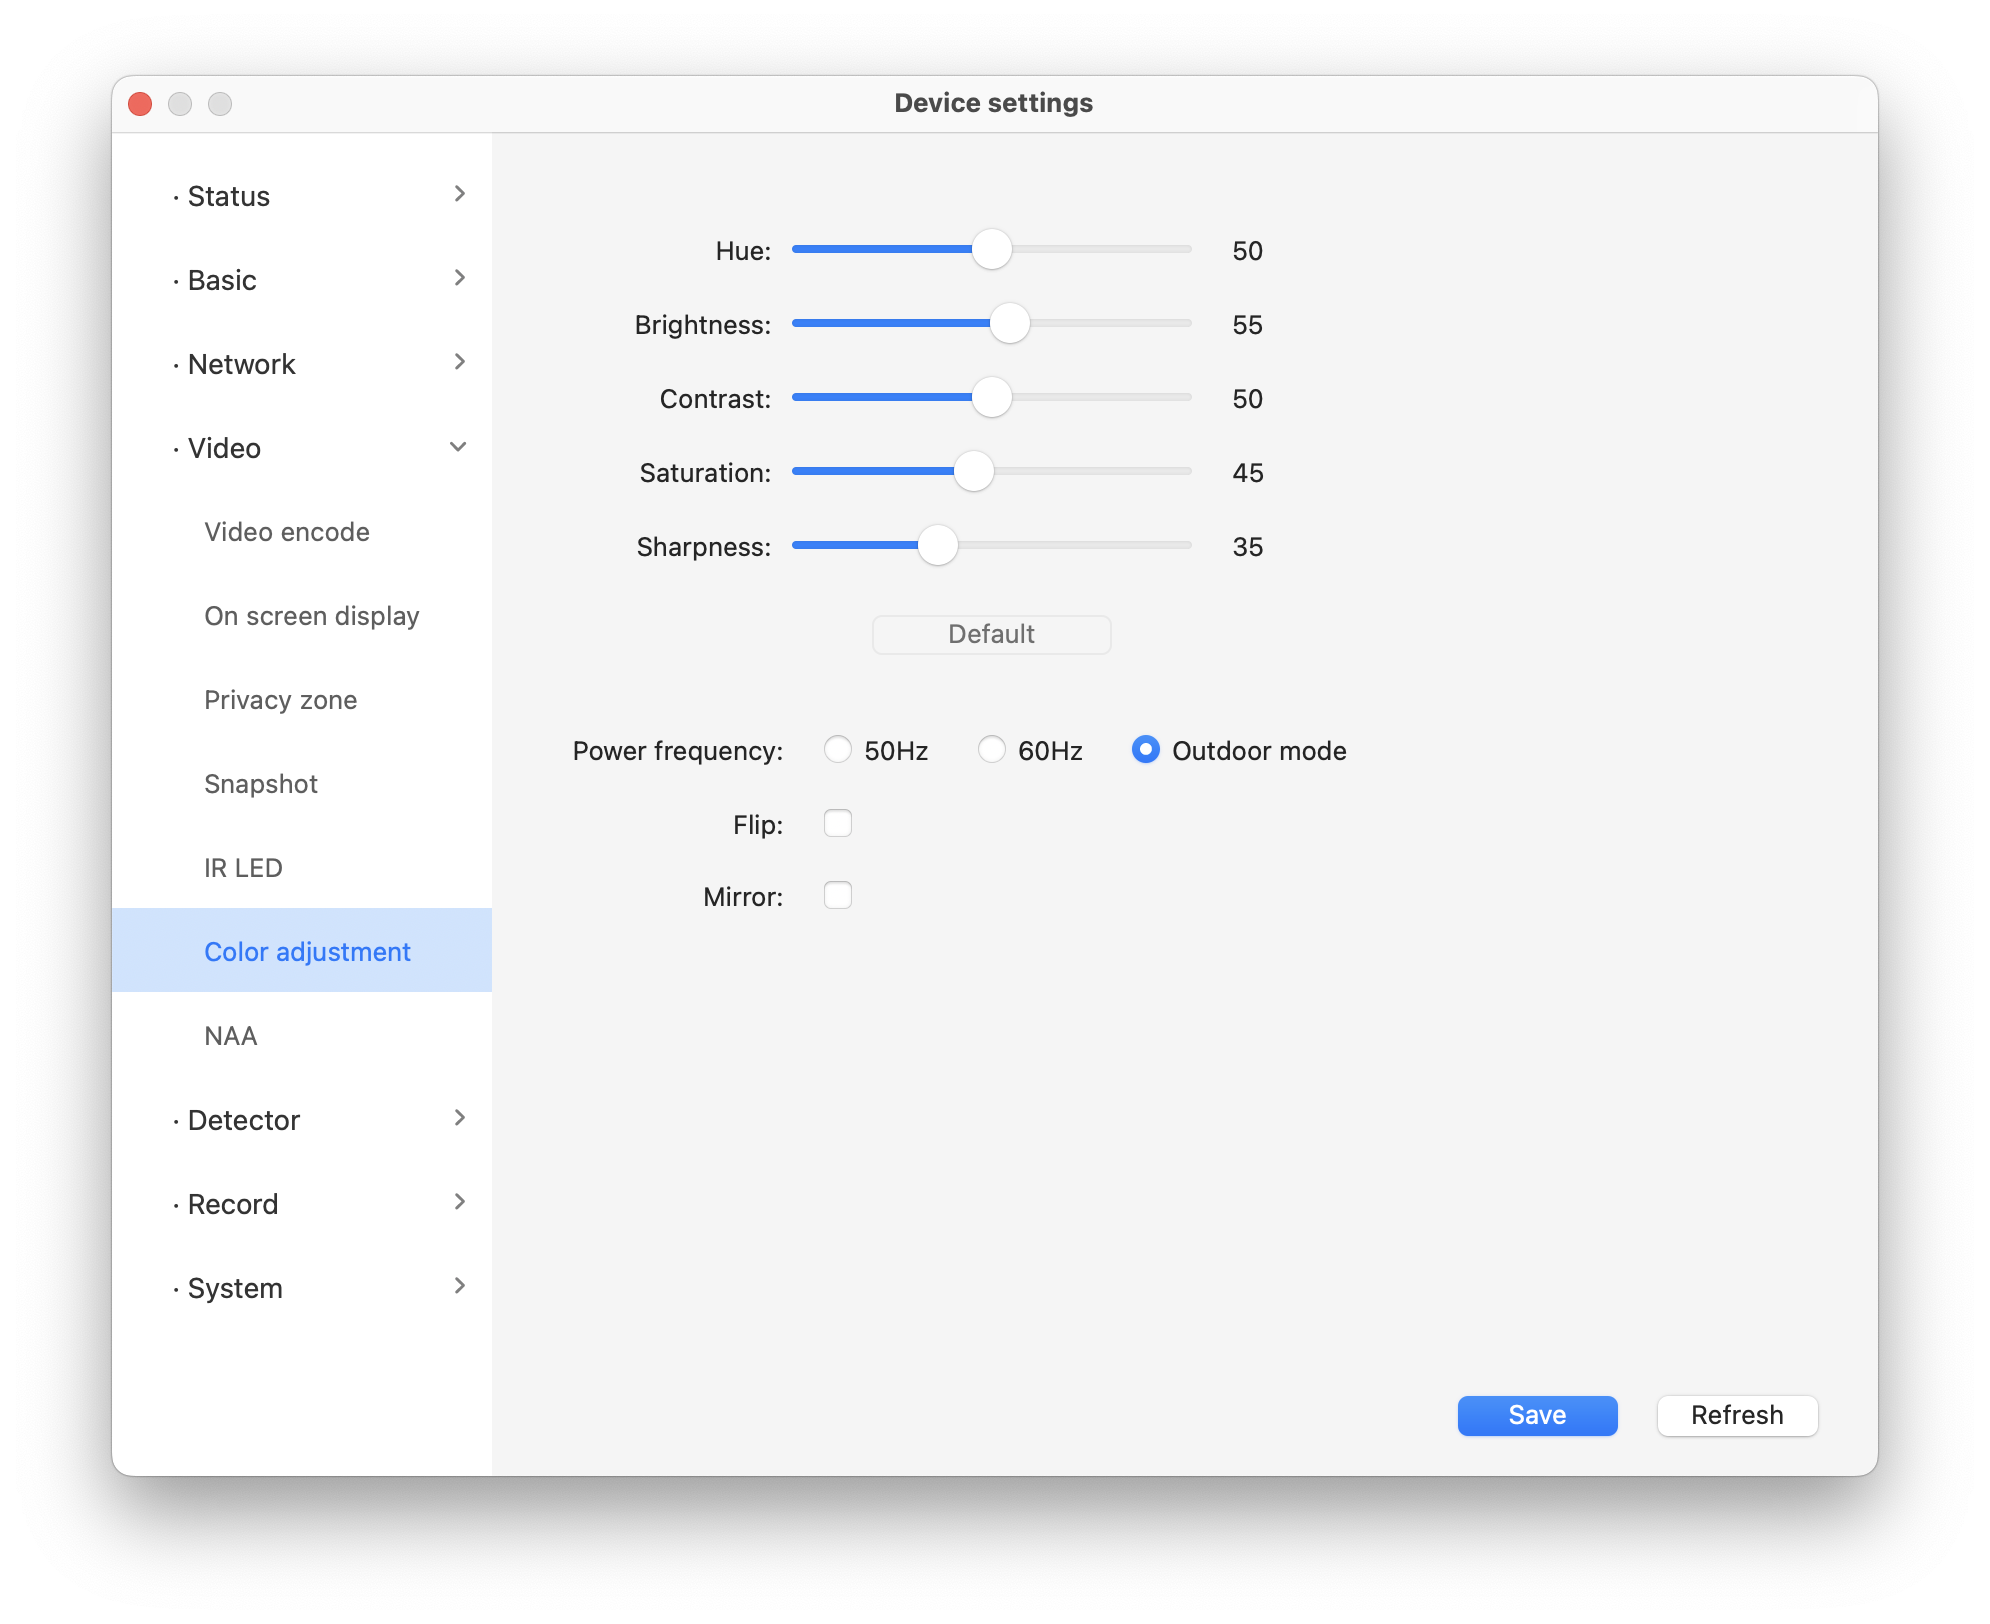 Device settings
· Status
· Basic
· Network
· Video
Video encode
On screen display
Privacy zone
Snapshot
IR LED
Color adjustment
NAA
· Detector
· Record
· System
Hue: 50
Brightness: 55
Contrast: 50
Saturation: 45
Sharpness: 35
Default
Power frequency: 50Hz 60Hz Outdoor mode
Flip:
Mirror:
Save Refresh